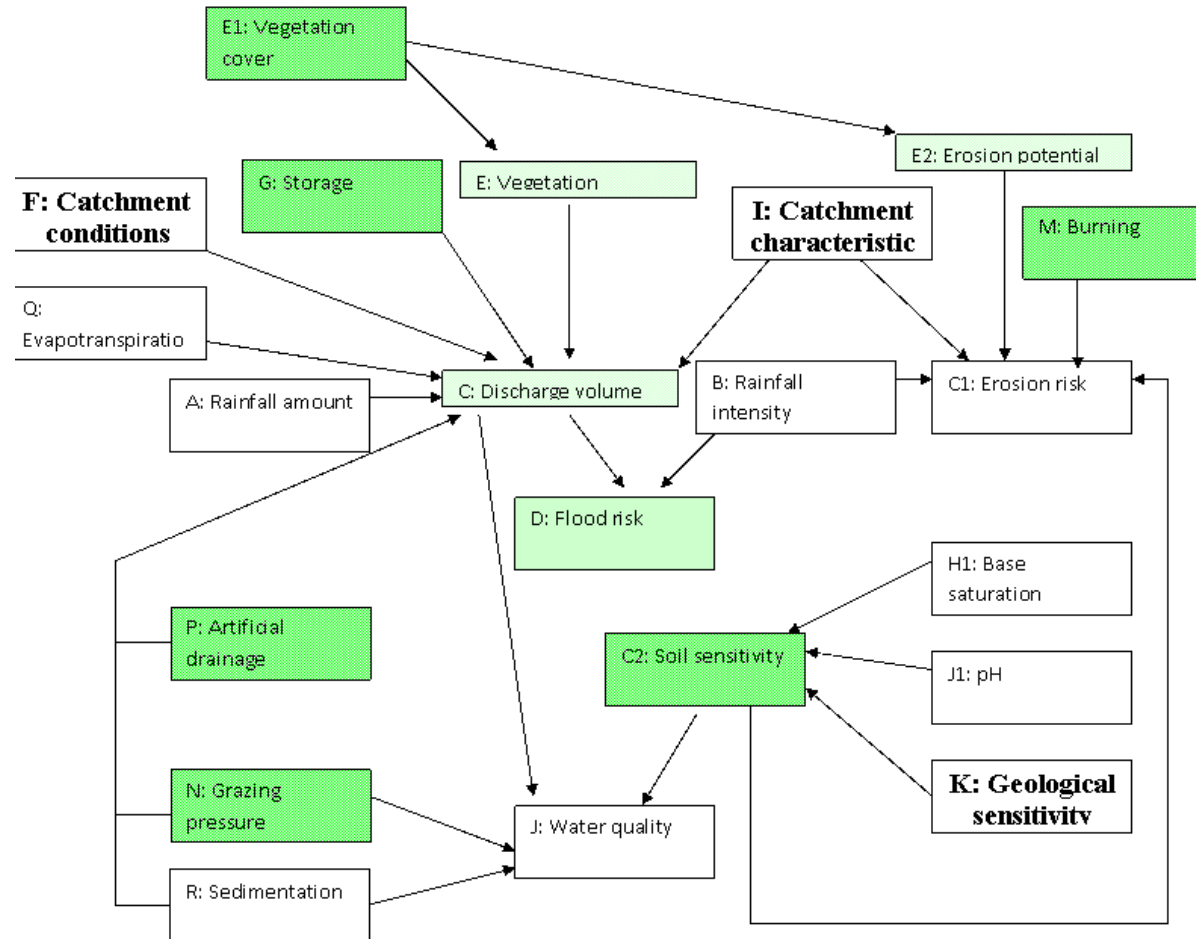 E1: Vegetation
cover
E2: Erosion potential
G: Storage
E: Vegetation
F: Catchment
conditions
I: Catchment
characteristic
M: Burning
Q:
Evapotranspiratio
A: Rainfall amount
C: Discharge volume
B: Rainfall
intensity
C1: Erosion risk
D: Flood risk
H1: Base
saturation
P: Artificial
drainage
C2: Soil sensitivity
J1: pH
N: Grazing
pressure
J: Water quality
K: Geological
sensitivity
R: Sedimentation